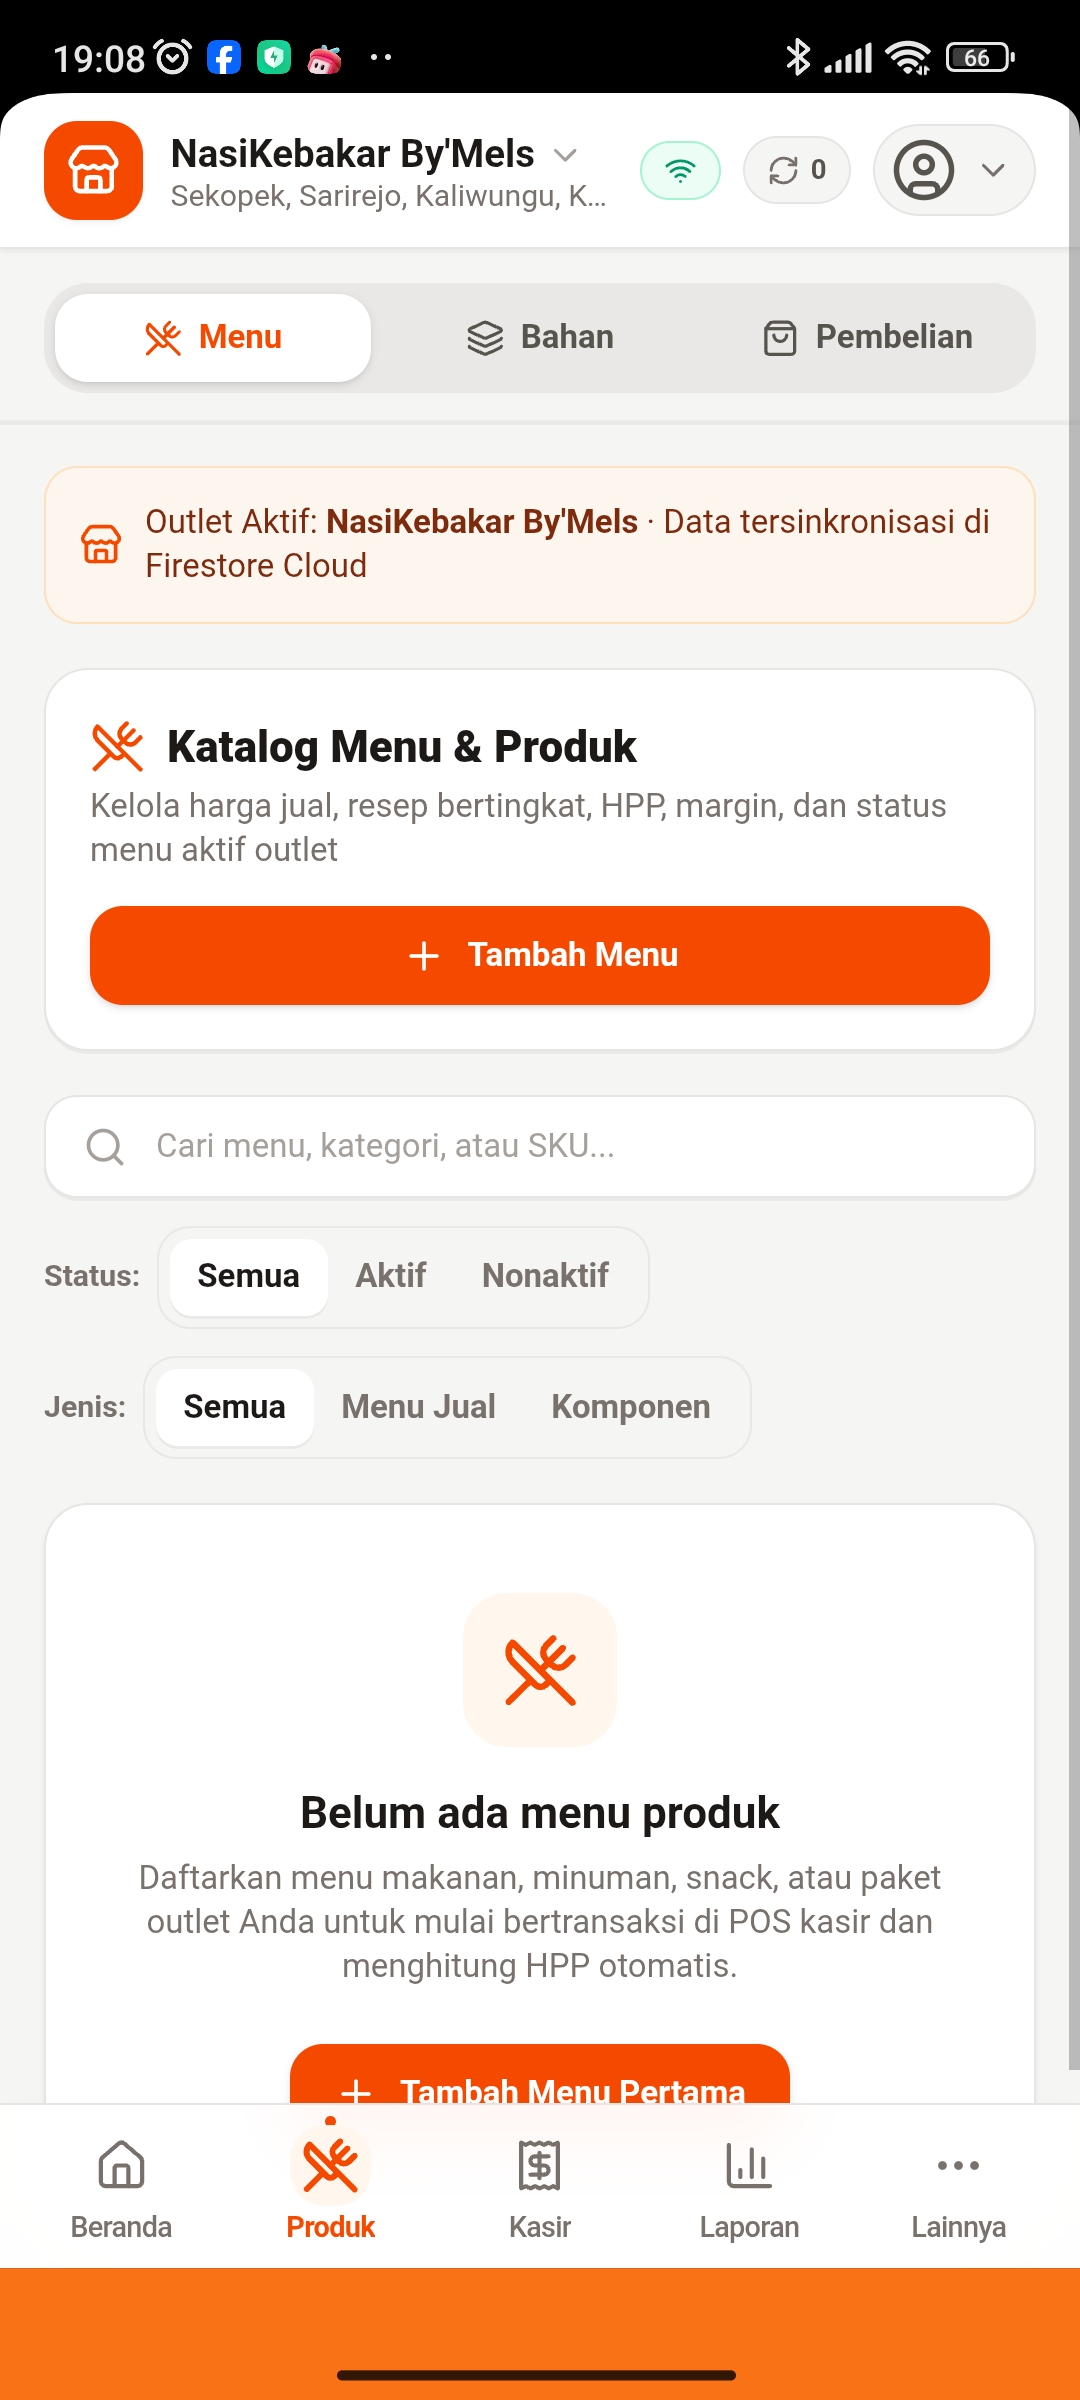 19:08
66
NasiKebakar By'Mels
Sekopek, Sarirejo, Kaliwungu, K...
0
Menu
Bahan
Pembelian
Outlet Aktif: NasiKebakar By'Mels · Data tersinkronisasi di
Firestore Cloud
Katalog Menu & Produk
Kelola harga jual, resep bertingkat, HPP, margin, dan status
menu aktif outlet
Tambah Menu
Cari menu, kategori, atau SKU...
Status:
Semua
Aktif
Nonaktif
Jenis:
Semua
Menu Jual
Komponen
Belum ada menu produk
Daftarkan menu makanan, minuman, snack, atau paket
outlet Anda untuk mulai bertransaksi di POS kasir dan
menghitung HPP otomatis.
Tambah Menu Pertama
Beranda
Produk
Kasir
Laporan
Lainnya